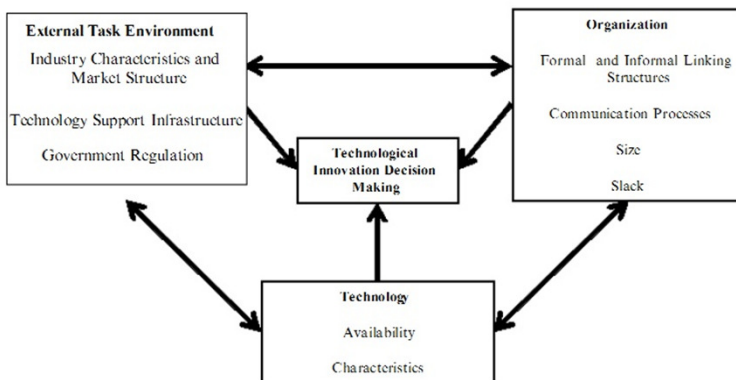 External Task Environment
Industry Characteristics and
Market Structure
Technology Support Infrastructure
Government Regulation
Organization
Formal and Informal Linking
Structures
Communication Processes
Size
Slack
Technological
Innovation Decision
Making
Technology
Availability
Characteristics